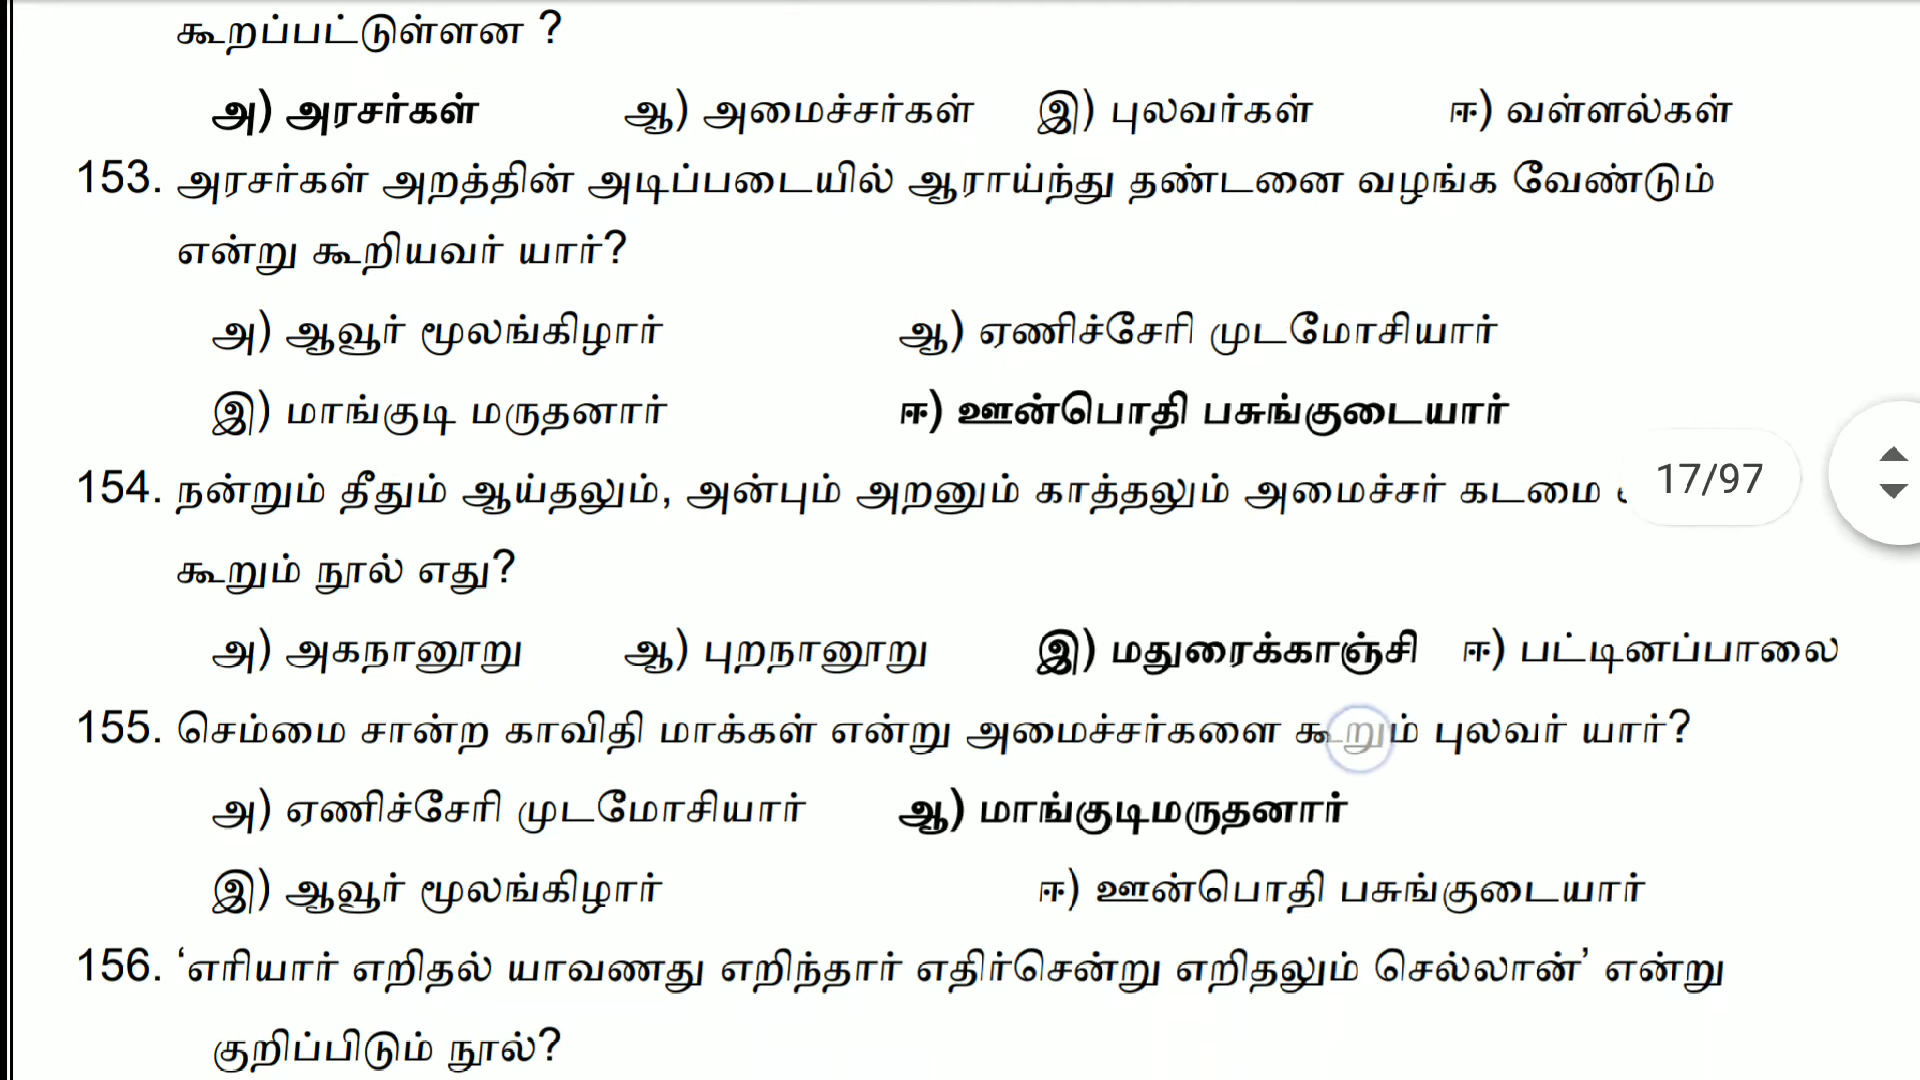 கூறப்பட்டுள்ளன ?
அ) அரசர்கள் ஆ) அமைச்சர்கள் இ) புலவர்கள் ஈ) வள்ளல்கள்
153. அரசர்கள் அறத்தின் அடிப்படையில் ஆராய்ந்து தண்டனை வழங்க வேண்டும்
என்று கூறியவர் யார்?
அ) ஆவூர் மூலங்கிழார் ஆ) ஏணிச்சேரி முடமோசியார்
இ) மாங்குடி மருதனார் ஈ) ஊன்பொதி பசுங்குடையார்
154. நன்றும் தீதும் ஆய்தலும், அன்பும் அறனும் காத்தலும் அமைச்சர் கடமை
17/97
கூறும் நூல் எது?
அ) அகநானூறு ஆ) புறநானூறு இ) மதுரைக்காஞ்சி ஈ) பட்டினப்பாலை
155. செம்மை சான்ற காவிதி மாக்கள் என்று அமைச்சர்களை கூறும் புலவர் யார்?
அ) ஏணிச்சேரி முடமோசியார் ஆ) மாங்குடிமருதனார்
இ) ஆவூர் மூலங்கிழார் ஈ) ஊன்பொதி பசுங்குடையார்
156. ‘எரியார் எறிதல் யாவணது எறிந்தார் எதிர்சென்று எறிதலும் செல்லான்’ என்று
குறிப்பிடும் நூல்?